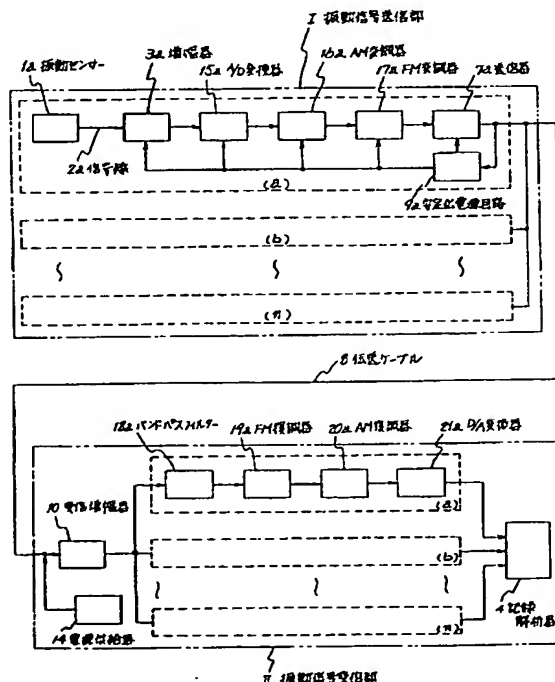 I 振動信号送信部
1a 振動センサー
3a 増幅器
15a A/D変換器
16a AM変調器
17a FM変調器
7a 送信器
2a 信号線
9a 安定化電源回路
(a)
(b)
(n)
8 伝送ケーブル
18a バンドパスフィルター
19a FM復調器
20a AM復調器
21a D/A変換器
(a)
10 受信増幅器
(b)
14 電源供給器
(n)
4 記録解析器
II 振動信号受信部